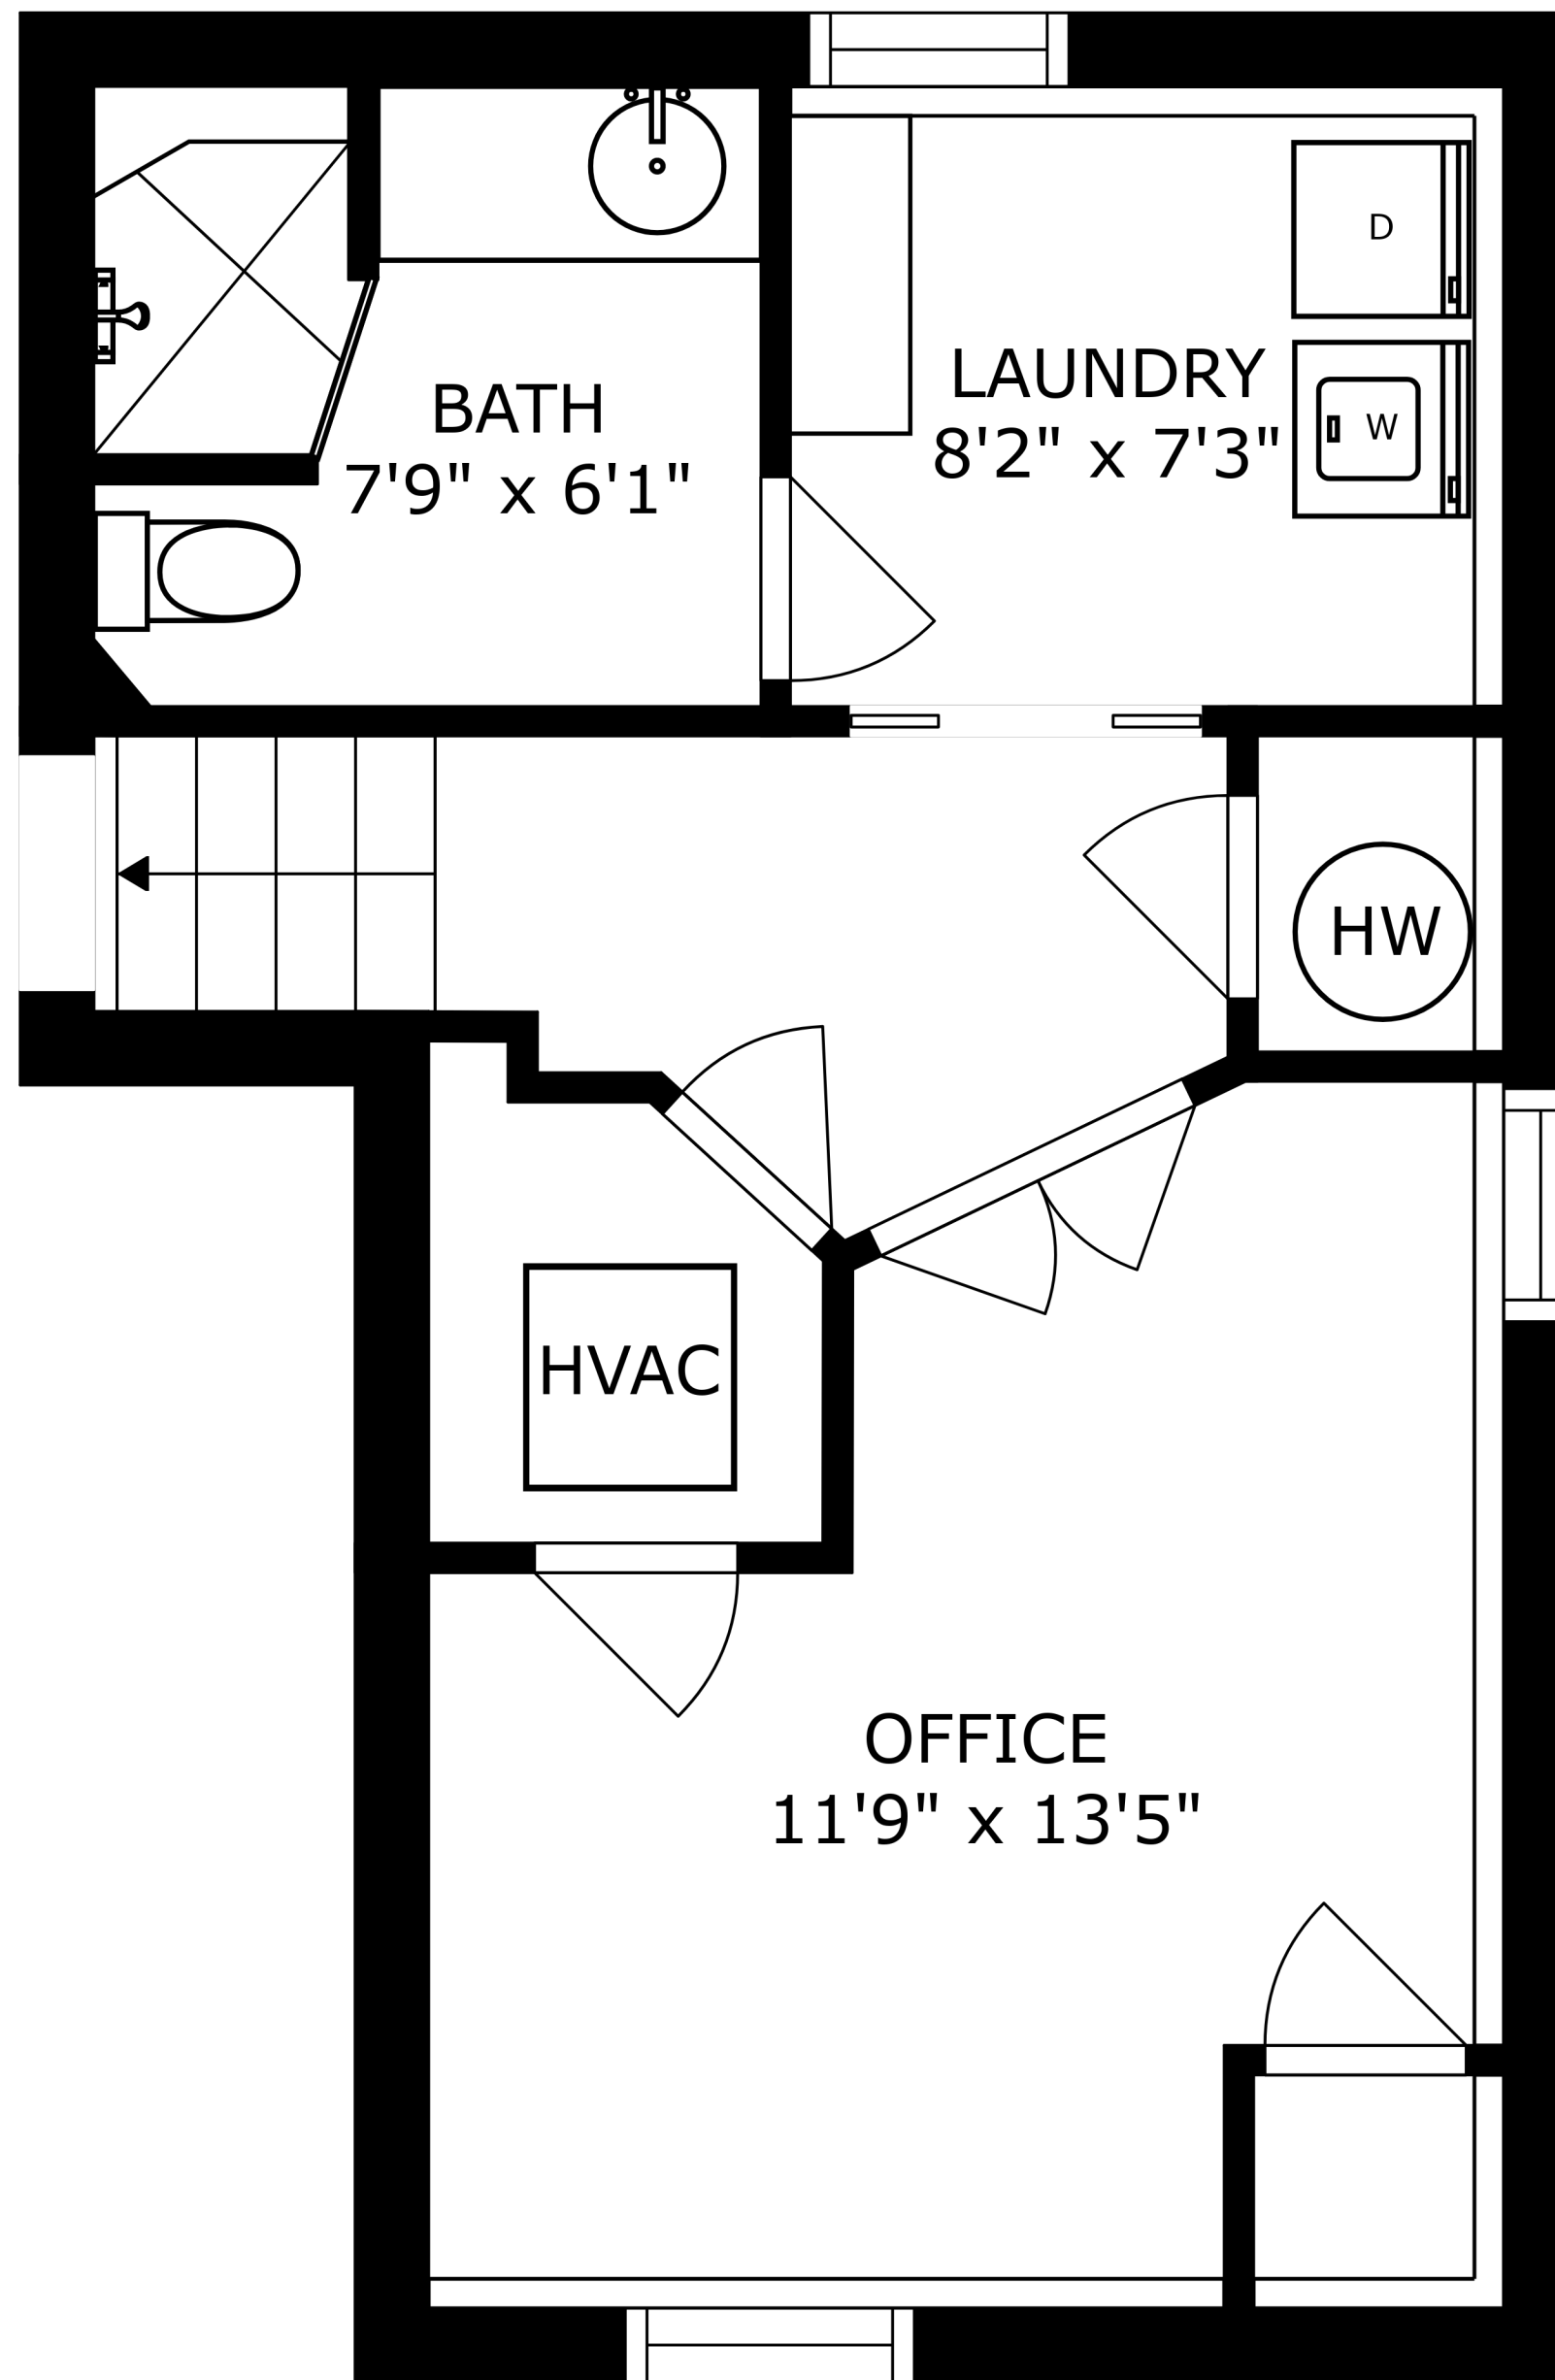 D
LAUNDRY
8'2" x 7'3"
W
BATH
7'9" x 6'1"
HW
HVAC
OFFICE
11'9" x 13'5"